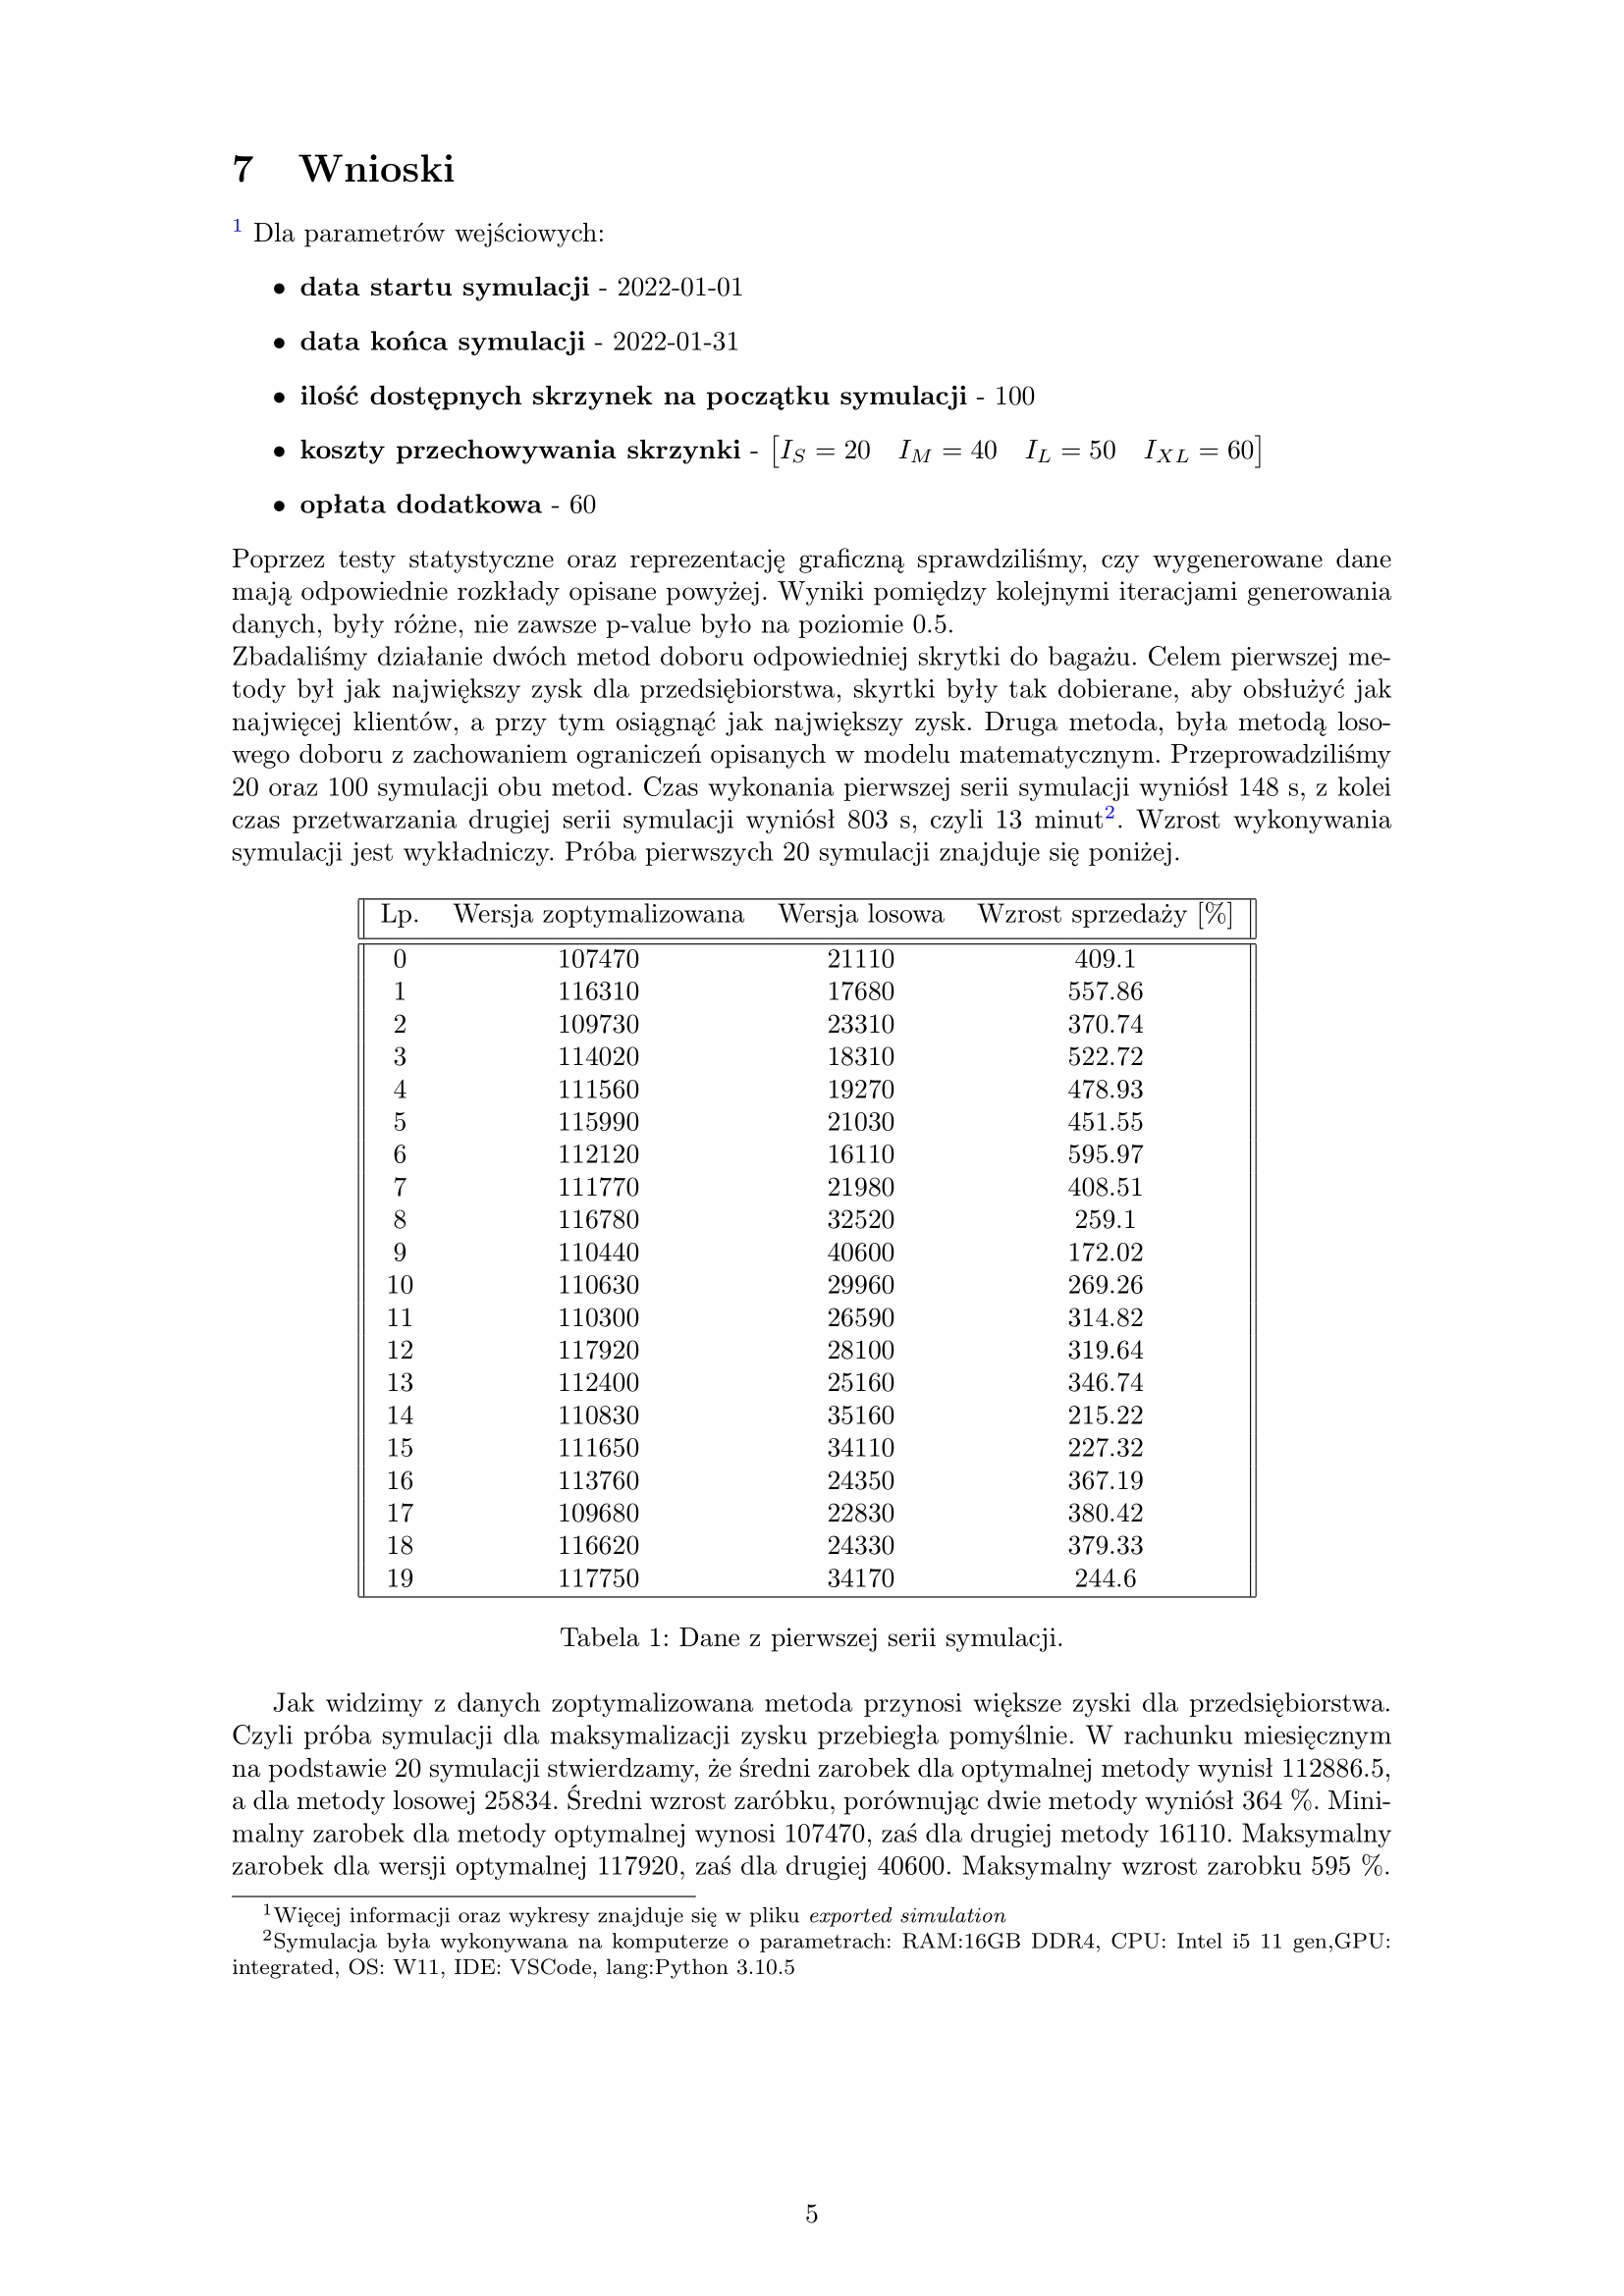 7 Wnioski
1 Dla parametrów wejściowych:
• data startu symulacji - 2022-01-01
• data końca symulacji - 2022-01-31
• ilość dostępnych skrzynek na początku symulacji - 100
• koszty przechowywania skrzynki - [I_S = 20 I_M = 40 I_L = 50 I_XL = 60]
• opłata dodatkowa - 60
Poprzez testy statystyczne oraz reprezentację graficzną sprawdziliśmy, czy wygenerowane dane
mają odpowiednie rozkłady opisane powyżej. Wyniki pomiędzy kolejnymi iteracjami generowania
danych, były różne, nie zawsze p-value było na poziomie 0.5.
Zbadaliśmy działanie dwóch metod doboru odpowiedniej skrytki do bagażu. Celem pierwszej me-
tody był jak największy zysk dla przedsiębiorstwa, skyrtki były tak dobierane, aby obsłużyć jak
najwięcej klientów, a przy tym osiągnąć jak największy zysk. Druga metoda, była metodą loso-
wego doboru z zachowaniem ograniczeń opisanych w modelu matematycznym. Przeprowadziliśmy
20 oraz 100 symulacji obu metod. Czas wykonania pierwszej serii symulacji wyniósł 148 s, z kolei
czas przetwarzania drugiej serii symulacji wyniósł 803 s, czyli 13 minut2. Wzrost wykonywania
symulacji jest wykładniczy. Próba pierwszych 20 symulacji znajduje się poniżej.
Lp. Wersja zoptymalizowana Wersja losowa Wzrost sprzedaży [%]
0 107470 21110 409.1
1 116310 17680 557.86
2 109730 23310 370.74
3 114020 18310 522.72
4 111560 19270 478.93
5 115990 21030 451.55
6 112120 16110 595.97
7 111770 21980 408.51
8 116780 32520 259.1
9 110440 40600 172.02
10 110630 29960 269.26
11 110300 26590 314.82
12 117920 28100 319.64
13 112400 25160 346.74
14 110830 35160 215.22
15 111650 34110 227.32
16 113760 24350 367.19
17 109680 22830 380.42
18 116620 24330 379.33
19 117750 34170 244.6
Tabela 1: Dane z pierwszej serii symulacji.
Jak widzimy z danych zoptymalizowana metoda przynosi większe zyski dla przedsiębiorstwa.
Czyli próba symulacji dla maksymalizacji zysku przebiegła pomyślnie. W rachunku miesięcznym
na podstawie 20 symulacji stwierdzamy, że średni zarobek dla optymalnej metody wynisł 112886.5,
a dla metody losowej 25834. Średni wzrost zaróbku, porównując dwie metody wyniósł 364 %. Mini-
malny zarobek dla metody optymalnej wynosi 107470, zaś dla drugiej metody 16110. Maksymalny
zarobek dla wersji optymalnej 117920, zaś dla drugiej 40600. Maksymalny wzrost zarobku 595 %.
1Więcej informacji oraz wykresy znajduje się w pliku exported simulation
2Symulacja była wykonywana na komputerze o parametrach: RAM:16GB DDR4, CPU: Intel i5 11 gen,GPU:
integrated, OS: W11, IDE: VSCode, lang:Python 3.10.5
5